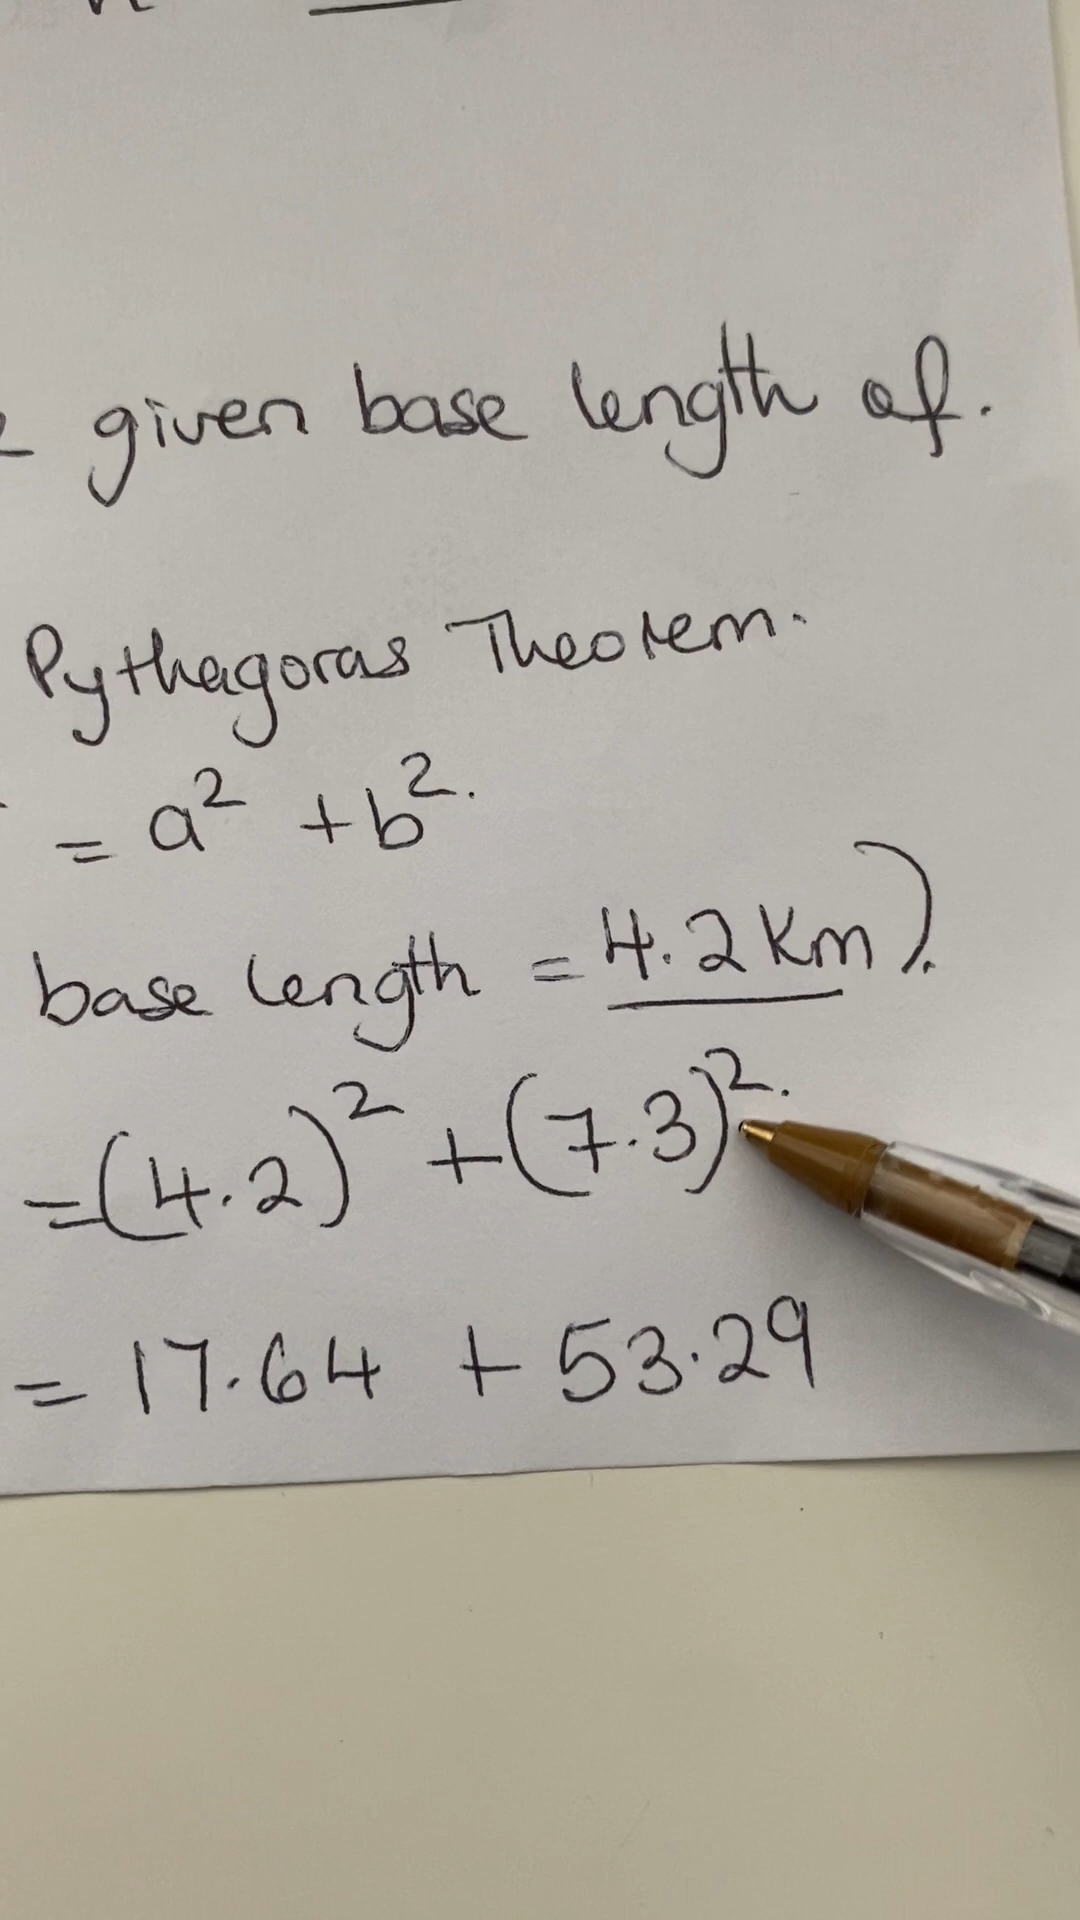 given base length of.
Pythagoras Theorem.
= a² + b².
base length = 4.2 Km).
= (4.2)² + (7.3)².
= 17.64 + 53.29